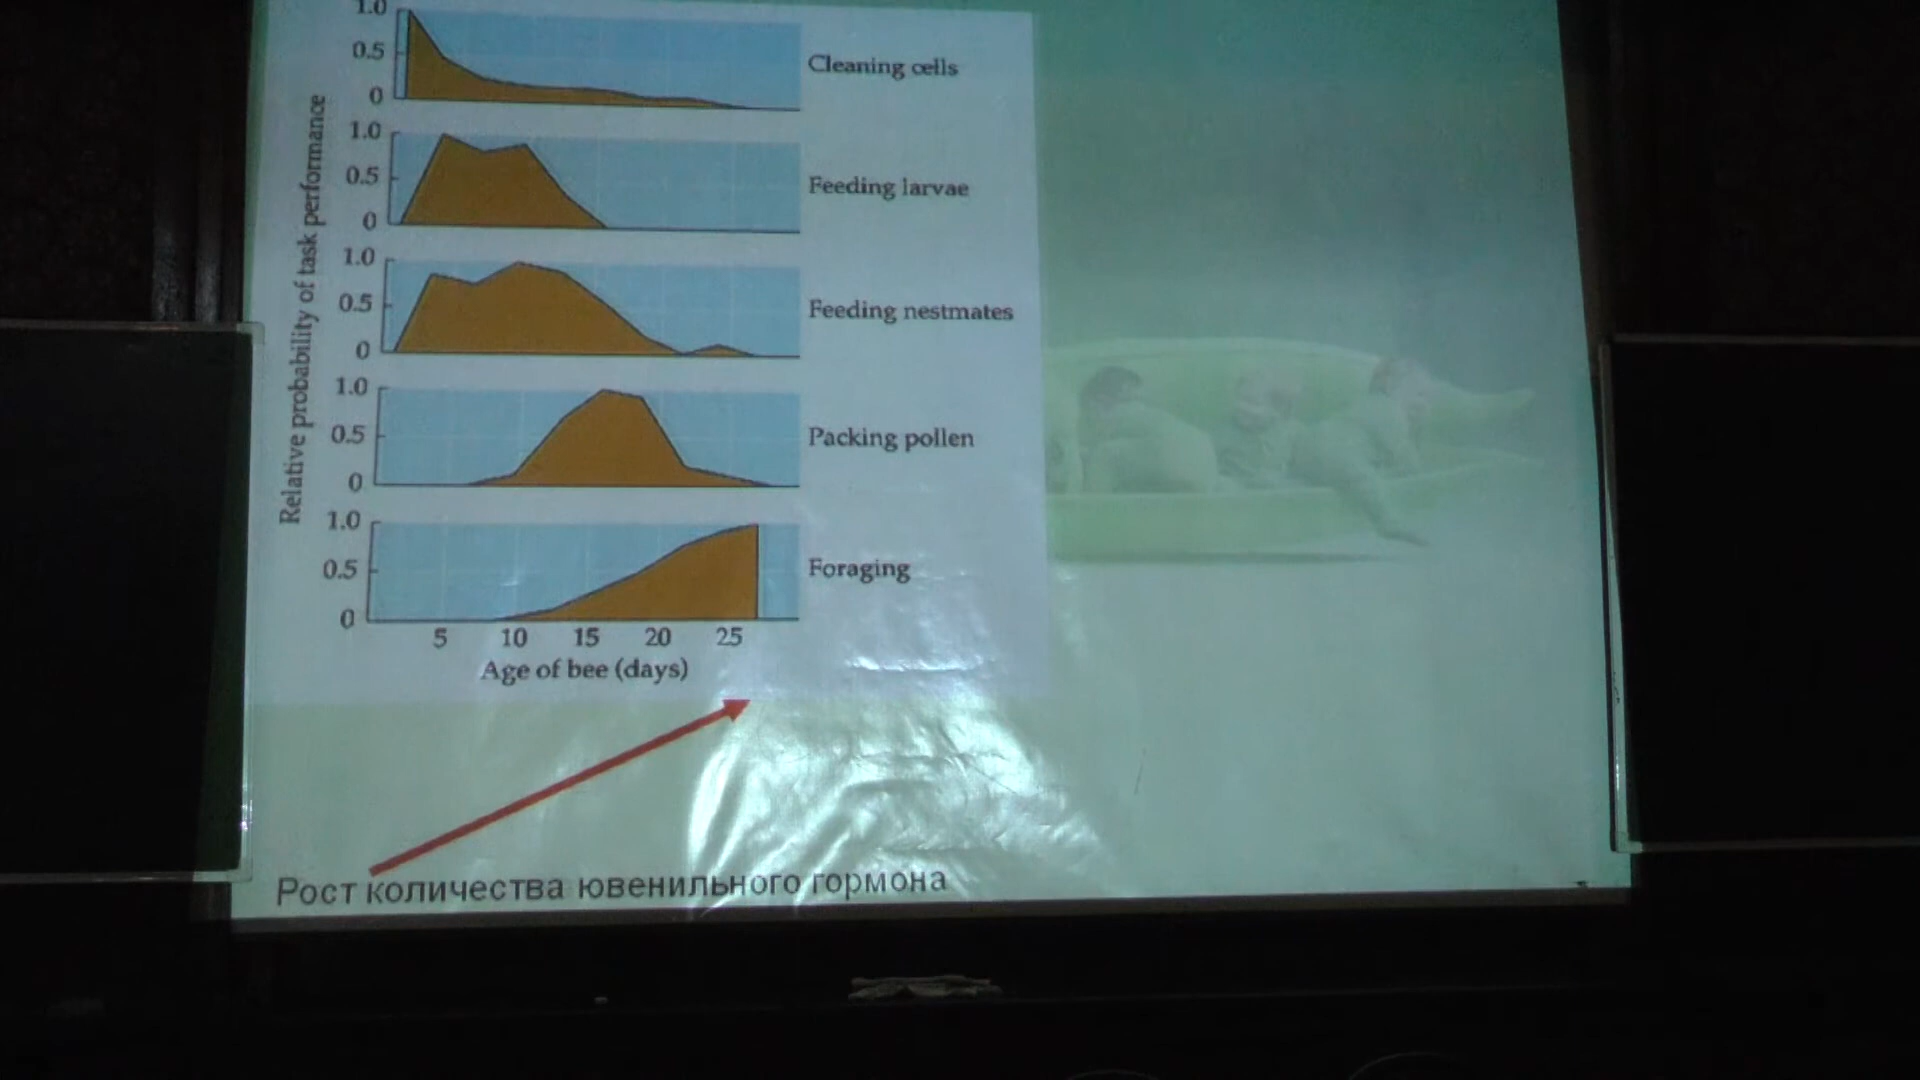 1.0
0.5
0
Cleaning cells
1.0
0.5
0
Feeding larvae
1.0
0.5
0
Feeding nestmates
1.0
0.5
0
Packing pollen
1.0
0.5
0
Foraging
Relative probability of task performance
5 10 15 20 25
Age of bee (days)
Рост количества ювенильного гормона